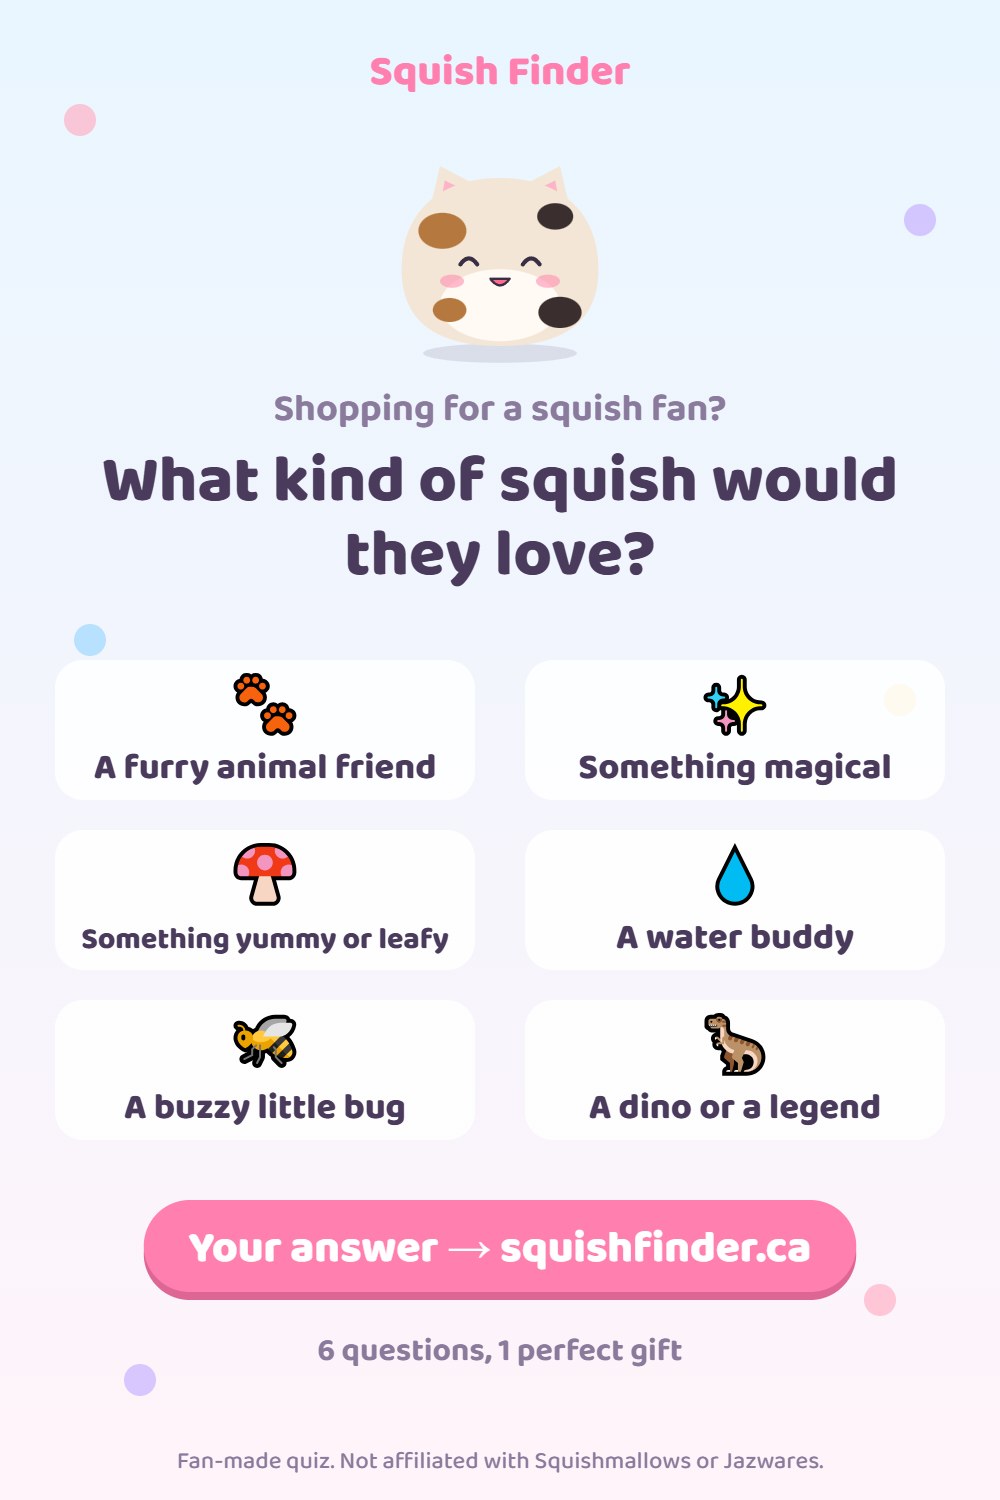 Squish Finder
Shopping for a squish fan?
What kind of squish would
they love?
A furry animal friend
Something magical
Something yummy or leafy
A water buddy
A buzzy little bug
A dino or a legend
Your answer → squishfinder.ca
6 questions, 1 perfect gift
Fan-made quiz. Not affiliated with Squishmallows or Jazwares.